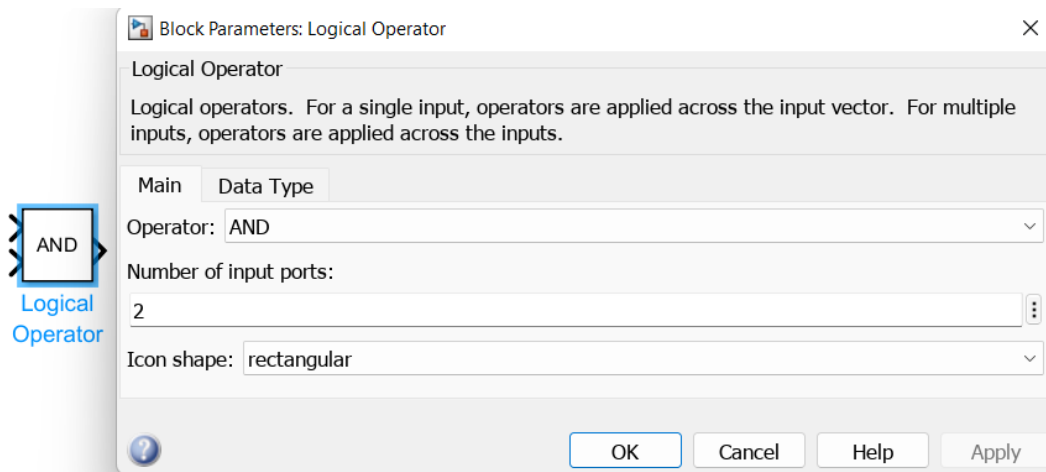 Block Parameters: Logical Operator
Logical Operator
Logical operators. For a single input, operators are applied across the input vector. For multiple
inputs, operators are applied across the inputs.
Main Data Type
Operator: AND
Number of input ports:
2
Icon shape: rectangular
OK Cancel Help Apply
AND
Logical
Operator